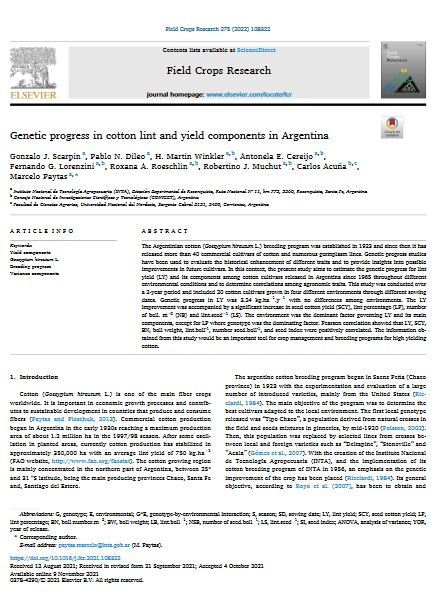 Field Crops Research 275 (2022) 108322
Contents lists available at ScienceDirect
Field Crops Research
ELSEVIER
journal homepage: www.elsevier.com/locate/fcr
Genetic progress in cotton lint and yield components in Argentina
Gonzalo J. Scarpin a, Pablo N. Dileo a, H. Martin Winkler a,b, Antonela E. Cereijo a,b,
Fernando G. Lorenzini a,b, Roxana A. Roeschlin a,b, Robertino J. Muchut a,b, Carlos Acuña b,c,
Marcelo Paytas a,*
a Instituto Nacional de Tecnología Agropecuaria (INTA), Estación Experimental de Reconquista, Ruta Nacional N° 11, km 773, 3560, Reconquista, Santa Fe, Argentina
b Consejo Nacional de Investigaciones Científicas y Tecnológicas (CONICET), Argentina
c Facultad de Ciencias Agrarias, Universidad Nacional del Nordeste, Sargento Cabral 2131, 3400, Corrientes, Argentina
ARTICLE INFO
Keywords
Yield components
Gossypium hirsutum L.
Breeding program
Variance components
ABSTRACT
The Argentinian cotton (Gossypium hirsutum L.) breeding program was established in 1923 and since then it has
released more than 40 commercial cultivars of cotton and numerous germplasm lines. Genetic progress studies
have been used to evaluate the historical enhancement of different traits and to provide insights into possible
improvements in future cultivars. In this context, the present study aims to estimate the genetic progress for lint
yield (LY) and its components among cotton cultivars released in Argentina since 1965 throughout different
environmental conditions and to determine correlations among agronomic traits. This study was conducted over
a 3-year period and included 20 cotton cultivars grown in four different environments through different sowing
dates. Genetic progress in LY was 3.24 kg ha⁻¹ y⁻¹ with no differences among environments. The LY
improvement was accompanied by a significant increase in seed cotton yield (SCY), lint percentage (LP), number
of boll. m⁻² (NB) and lint.seed⁻¹ (LS). The environment was the dominant factor governing LY and its main
components, except for LP where genotype was the dominating factor. Pearson correlation showed that LY, SCY,
BN, boll weight, lint.boll⁻¹, number seed.boll⁻¹, and seed index were positively correlated. The information ob-
tained from this study would be an important tool for crop management and breeding programs for high yielding
cotton.
1. Introduction
Cotton (Gossypium hirsutum L.) is one of the main fiber crops
worldwide. It is important in economic growth processes and contrib-
utes to sustainable development in countries that produce and consume
fibers (Paytas and Ploschuk, 2013). Commercial cotton production
began in Argentina in the early 1930s reaching a maximum production
area of about 1.2 million ha in the 1997/98 season. After some oscil-
lation in planted areas, currently cotton production has stabilized in
approximately 350,000 ha with an average lint yield of 750 kg.ha⁻¹
(FAO website, http://www.fao.org/faostat). The cotton growing region
is mainly concentrated in the northern part of Argentina, between 25°
and 31 °S latitude, being the main producing provinces Chaco, Santa Fe
and, Santiago del Estero.
The argentine cotton breeding program began in Saenz Peña (Chaco
province) in 1923 with the experimentation and evaluation of a large
number of introduced varieties, mainly from the United States (Ric-
ciardi, 1984). The main objective of the program was to determine the
best cultivars adapted to the local environment. The first local genotype
released was "Tipo Chaco", a population derived from natural crosses in
the field and seeds mixtures in ginneries, by mid-1920 (Poisson, 2002).
Then, this population was replaced by selected lines from crosses be-
tween local and foreign varieties such as "Deltapine", "Stoneville" and
"Acala" (Gómez et al., 2007). With the creation of the Instituto Nacional
de Tecnología Agropecuaria (INTA), and the implementation of its
cotton breeding program of INTA in 1956, an emphasis on the genetic
improvement of the crop has been placed (Ricciardi, 1984). Its general
objective, according to Royo et al. (2007), has been to obtain and
Abbreviations: G, genotype; E, environmental; G*E, genotype-by-environmental interaction; S, season; SD, sowing date; LY, lint yield; SCY, seed cotton yield; LP,
lint percentage; BN, boll number.m⁻²; BW, boll weight; LB, lint.boll⁻¹; NSB, number of seed.boll⁻¹; LS, lint.seed⁻¹; SI, seed index; ANOVA, analysis of variance; YOR,
year of release.
* Corresponding author.
E-mail address: paytas.marcelo@inta.gob.ar (M. Paytas).
https://doi.org/10.1016/j.fcr.2021.108322
Received 12 August 2021; Received in revised form 21 September 2021; Accepted 4 October 2021
Available online 9 November 2021
0378-4290/© 2021 Elsevier B.V. All rights reserved.